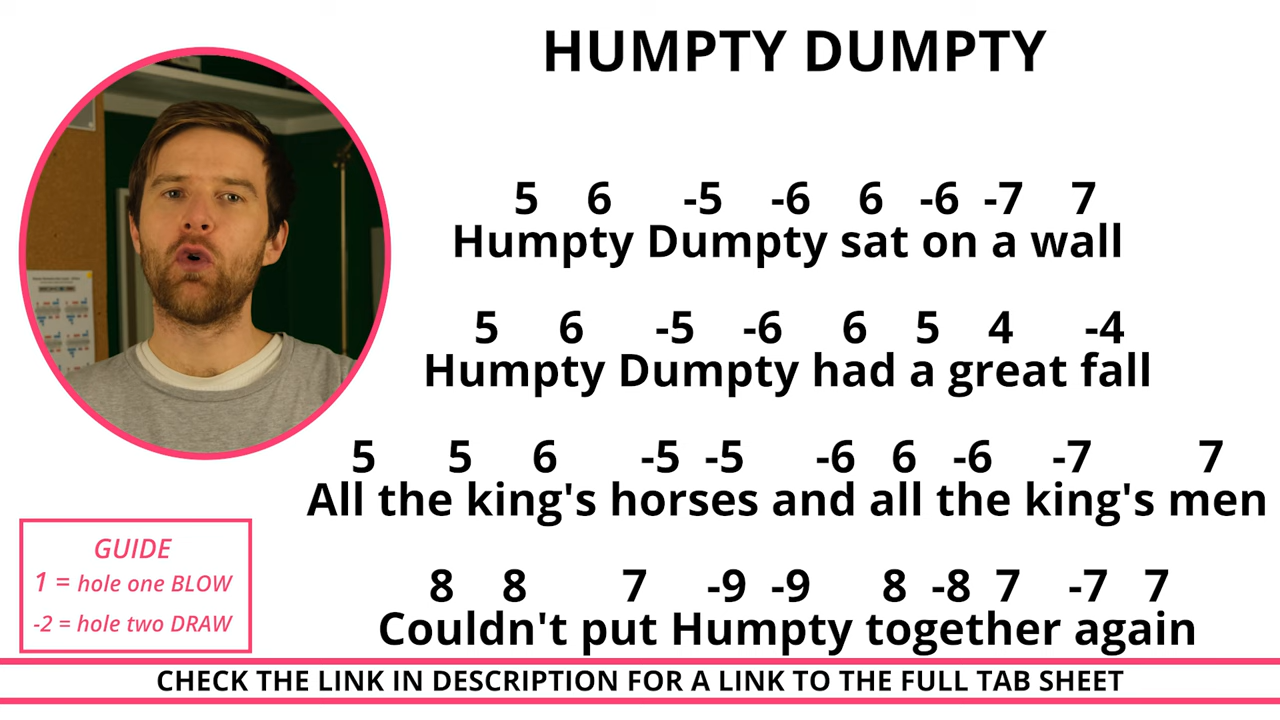 HUMPTY DUMPTY
5 6 -5 -6 6 -6 -7 7
Humpty Dumpty sat on a wall
5 6 -5 -6 6 5 4 -4
Humpty Dumpty had a great fall
5 5 6 -5 -5 -6 6 -6 -7 7
All the king's horses and all the king's men
8 8 7 -9 -9 8 -8 7 -7 7
Couldn't put Humpty together again
GUIDE
1 = hole one BLOW
-2 = hole two DRAW
CHECK THE LINK IN DESCRIPTION FOR A LINK TO THE FULL TAB SHEET